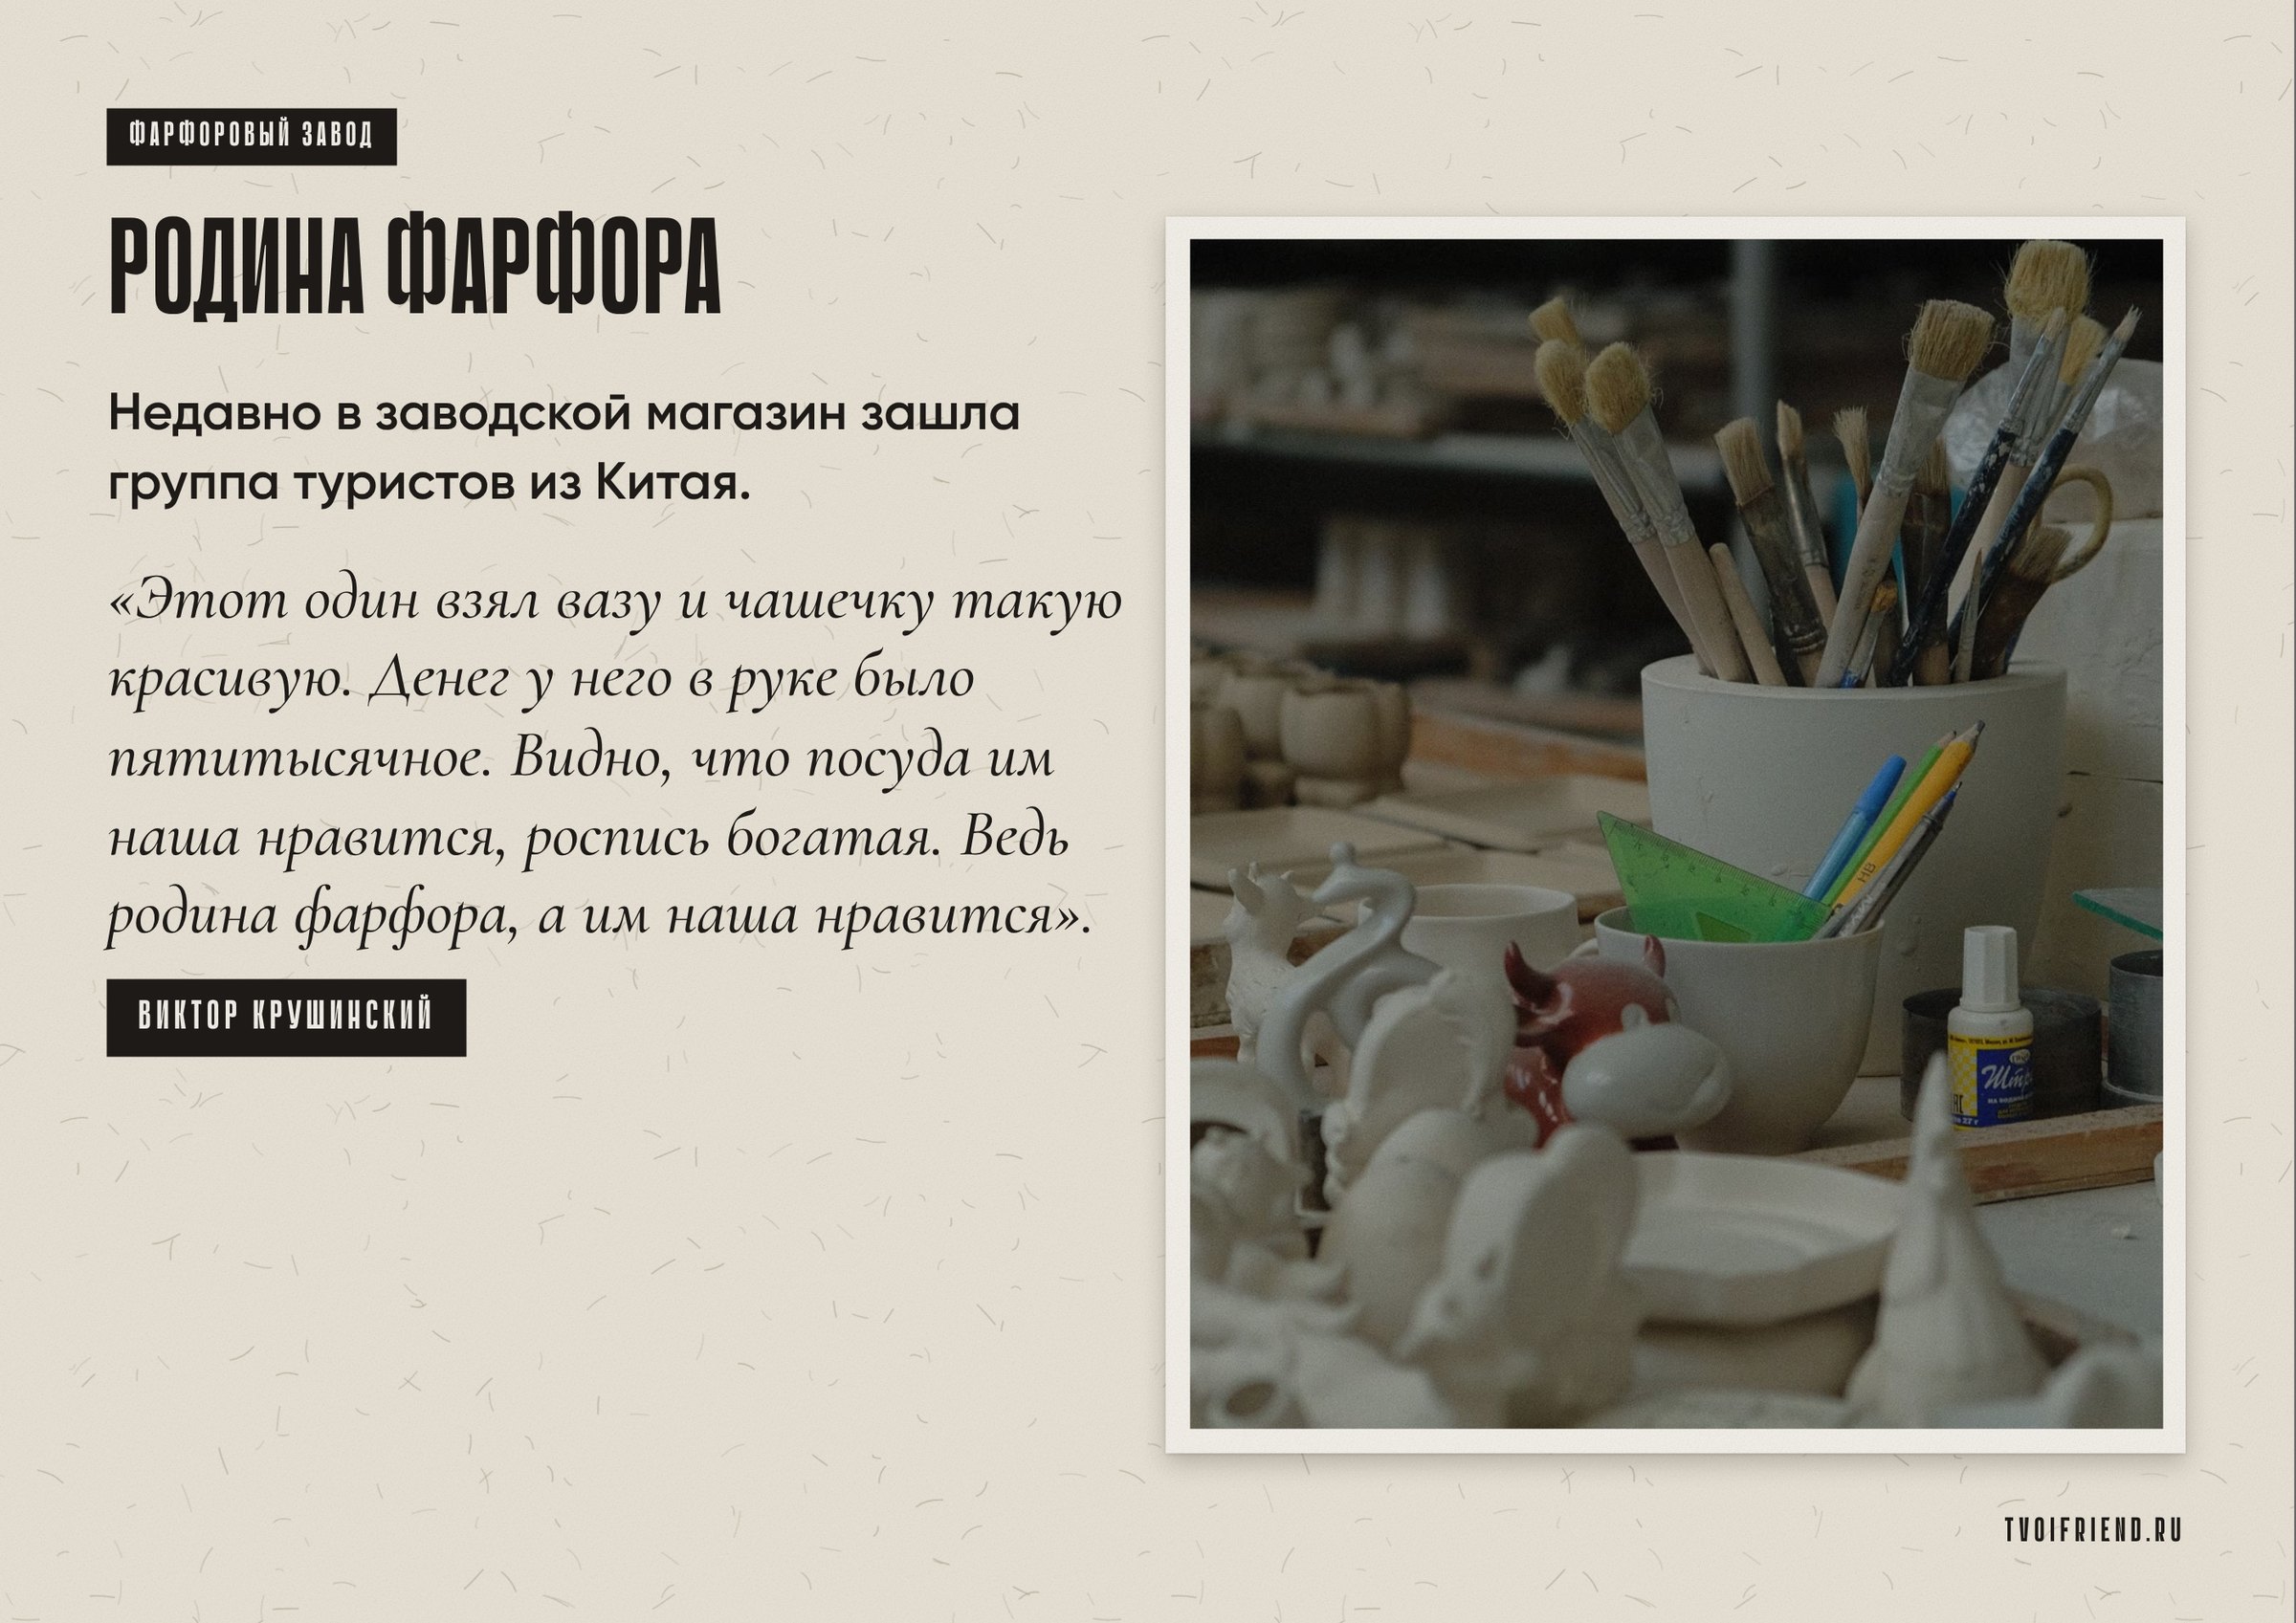 ФАРФОРОВЫЙ ЗАВОД
РОДИНА ФАРФОРА
Недавно в заводской магазин зашла
группа туристов из Китая.
«Этот один взял вазу и чашечку такую
красивую. Денег у него в руке было
пятитысячное. Видно, что посуда им
наша нравится, роспись богатая. Ведь
родина фарфора, а им наша нравится».
ВИКТОР КРУШИНСКИЙ
HB
TVOIFRIEND.RU